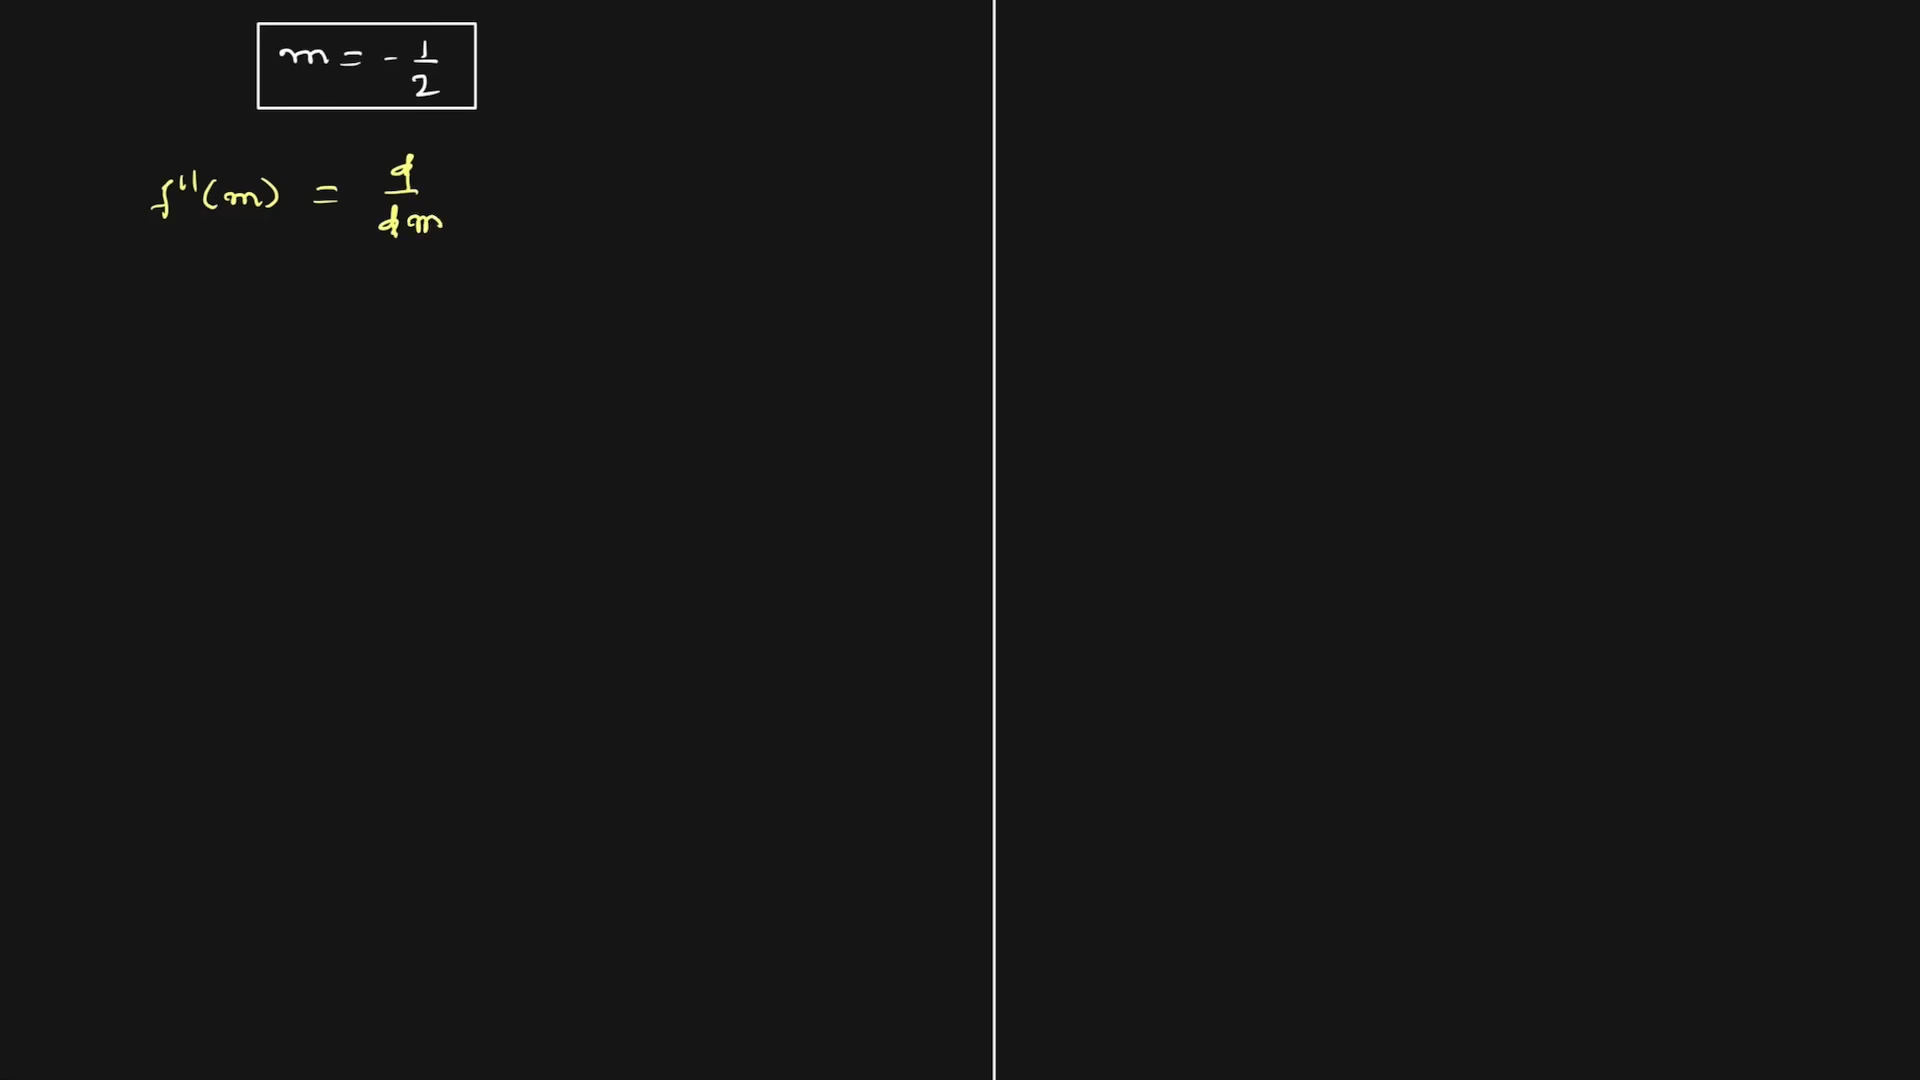 m = - 1/2
f''(m) = d/dm